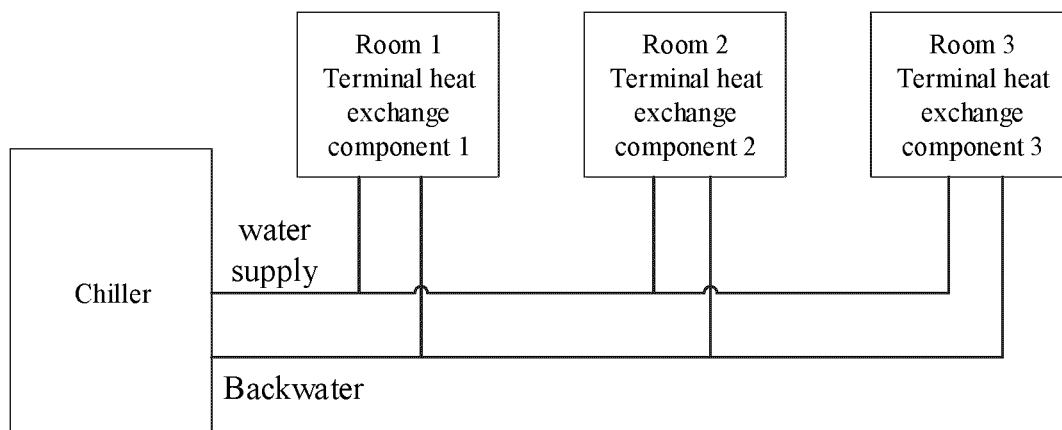 Room 1
Terminal heat
exchange
component 1
Room 2
Terminal heat
exchange
component 2
Room 3
Terminal heat
exchange
component 3
water
supply
Chiller
Backwater